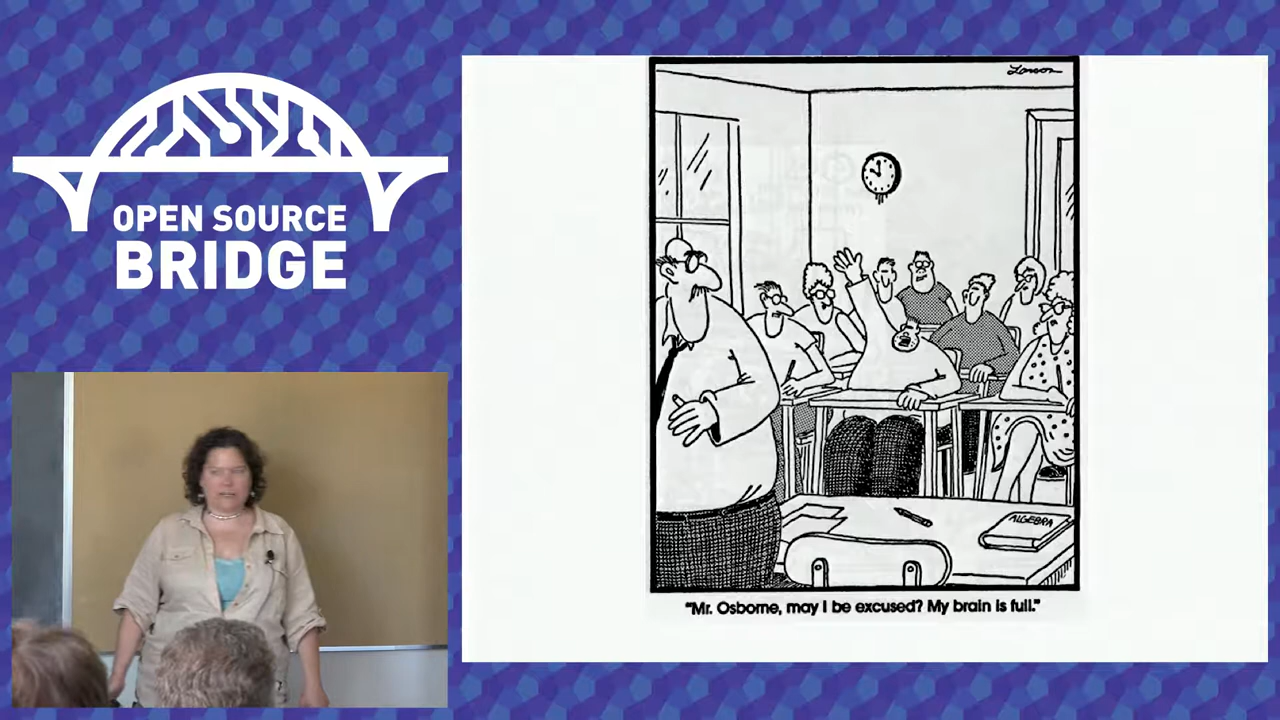 OPEN SOURCE
BRIDGE
Larson
ALGEBRA
"Mr. Osborne, may I be excused? My brain is full."